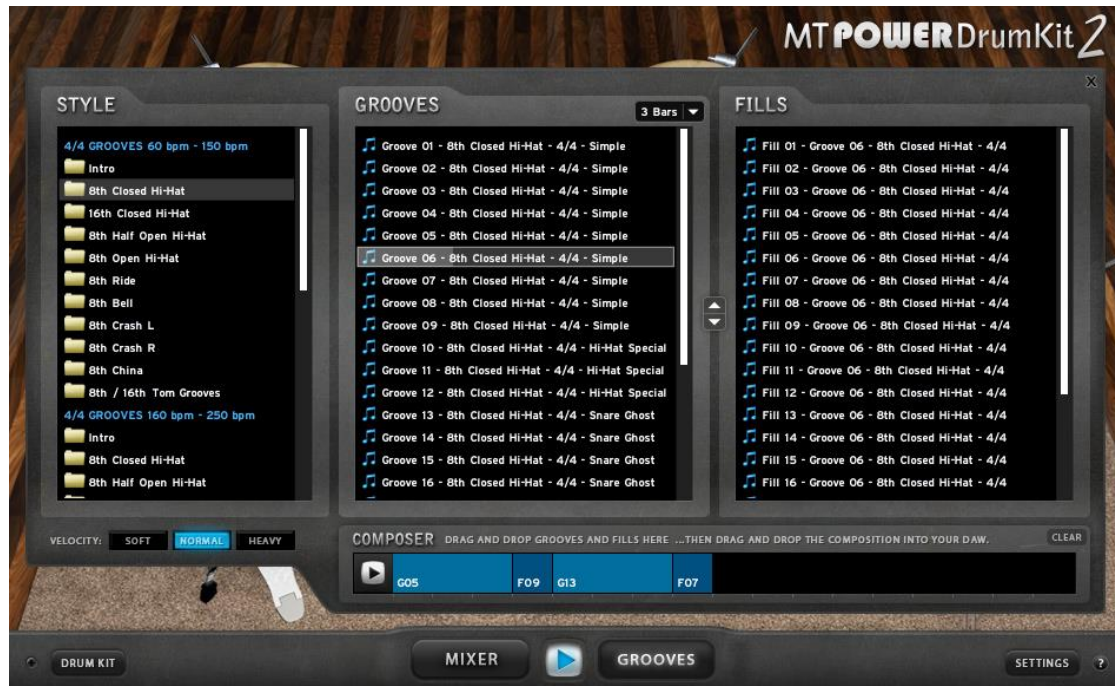 MT POWER DrumKit 2
X
STYLE
4/4 GROOVES 60 bpm - 150 bpm
Intro
8th Closed Hi-Hat
16th Closed Hi-Hat
8th Half Open Hi-Hat
8th Open Hi-Hat
8th Ride
8th Bell
8th Crash L
8th Crash R
8th China
8th / 16th Tom Grooves
4/4 GROOVES 160 bpm - 250 bpm
Intro
8th Closed Hi-Hat
8th Half Open Hi-Hat
GROOVES
3 Bars
Groove 01 - 8th Closed Hi-Hat - 4/4 - Simple
Groove 02 - 8th Closed Hi-Hat - 4/4 - Simple
Groove 03 - 8th Closed Hi-Hat - 4/4 - Simple
Groove 04 - 8th Closed Hi-Hat - 4/4 - Simple
Groove 05 - 8th Closed Hi-Hat - 4/4 - Simple
Groove 06 - 8th Closed Hi-Hat - 4/4 - Simple
Groove 07 - 8th Closed Hi-Hat - 4/4 - Simple
Groove 08 - 8th Closed Hi-Hat - 4/4 - Simple
Groove 09 - 8th Closed Hi-Hat - 4/4 - Simple
Groove 10 - 8th Closed Hi-Hat - 4/4 - Hi-Hat Special
Groove 11 - 8th Closed Hi-Hat - 4/4 - Hi-Hat Special
Groove 12 - 8th Closed Hi-Hat - 4/4 - Hi-Hat Special
Groove 13 - 8th Closed Hi-Hat - 4/4 - Snare Ghost
Groove 14 - 8th Closed Hi-Hat - 4/4 - Snare Ghost
Groove 15 - 8th Closed Hi-Hat - 4/4 - Snare Ghost
Groove 16 - 8th Closed Hi-Hat - 4/4 - Snare Ghost
FILLS
Fill 01 - Groove 06 - 8th Closed Hi-Hat - 4/4
Fill 02 - Groove 06 - 8th Closed Hi-Hat - 4/4
Fill 03 - Groove 06 - 8th Closed Hi-Hat - 4/4
Fill 04 - Groove 06 - 8th Closed Hi-Hat - 4/4
Fill 05 - Groove 06 - 8th Closed Hi-Hat - 4/4
Fill 06 - Groove 06 - 8th Closed Hi-Hat - 4/4
Fill 07 - Groove 06 - 8th Closed Hi-Hat - 4/4
Fill 08 - Groove 06 - 8th Closed Hi-Hat - 4/4
Fill 09 - Groove 06 - 8th Closed Hi-Hat - 4/4
Fill 10 - Groove 06 - 8th Closed Hi-Hat - 4/4
Fill 11 - Groove 06 - 8th Closed Hi-Hat - 4/4
Fill 12 - Groove 06 - 8th Closed Hi-Hat - 4/4
Fill 13 - Groove 06 - 8th Closed Hi-Hat - 4/4
Fill 14 - Groove 06 - 8th Closed Hi-Hat - 4/4
Fill 15 - Groove 06 - 8th Closed Hi-Hat - 4/4
Fill 16 - Groove 06 - 8th Closed Hi-Hat - 4/4
VELOCITY: SOFT NORMAL HEAVY
COMPOSER DRAG AND DROP GROOVES AND FILLS HERE ...THEN DRAG AND DROP THE COMPOSITION INTO YOUR DAW. CLEAR
G05 F09 G13 F07
DRUM KIT MIXER GROOVES SETTINGS ?